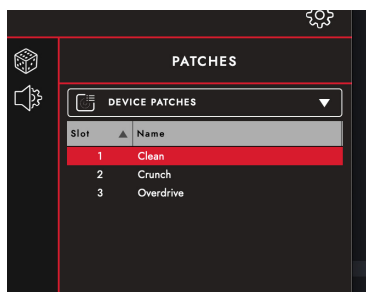 PATCHES
DEVICE PATCHES
Slot Name
1 Clean
2 Crunch
3 Overdrive